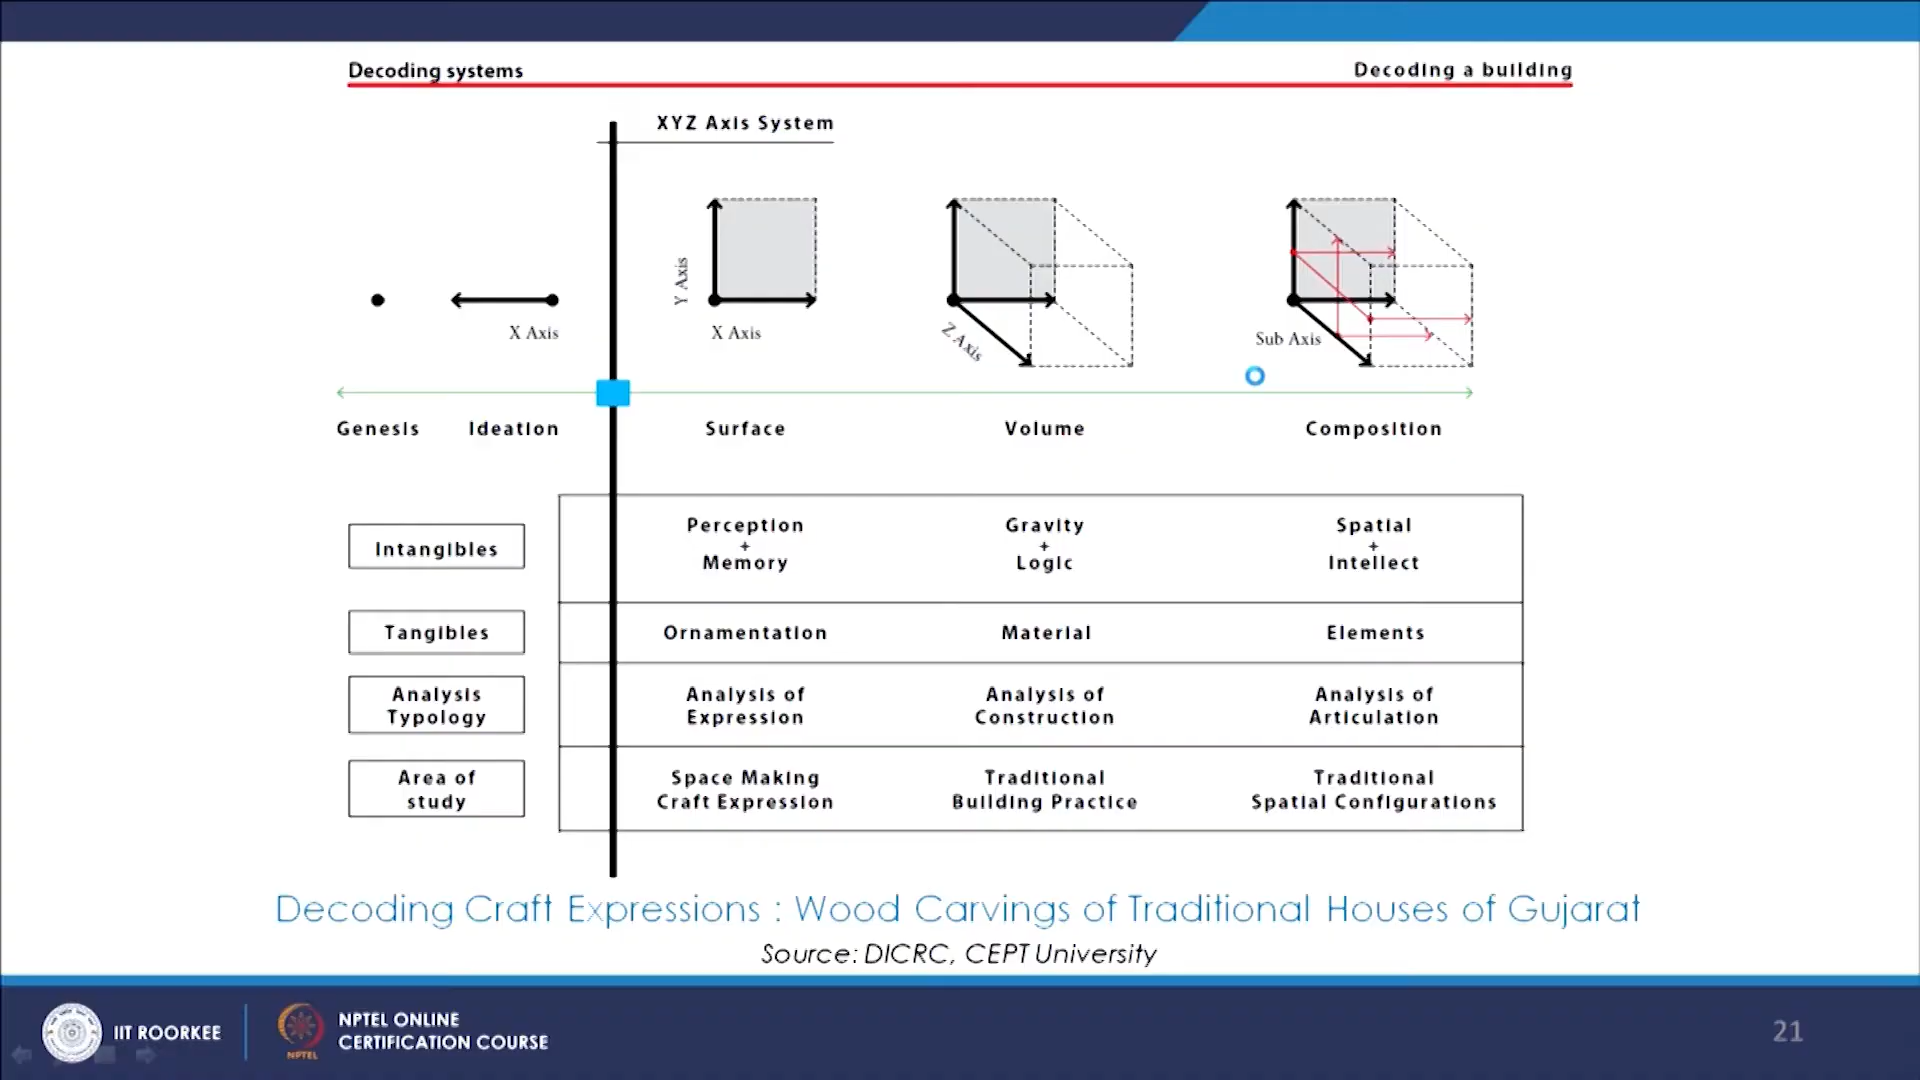 Decoding systems
Decoding a building
XYZ Axis System
Y Axis
X Axis
X Axis
Z Axis
Sub Axis
Genesis
Ideation
Surface
Volume
Composition
Intangibles
Perception
+
Memory
Gravity
+
Logic
Spatial
+
Intellect
Tangibles
Ornamentation
Material
Elements
Analysis
Typology
Analysis of
Expression
Analysis of
Construction
Analysis of
Articulation
Area of
study
Space Making
Craft Expression
Traditional
Building Practice
Traditional
Spatial Configurations
Decoding Craft Expressions : Wood Carvings of Traditional Houses of Gujarat
Source: DICRC, CEPT University
IIT ROORKEE
NPTEL
NPTEL ONLINE
CERTIFICATION COURSE
21